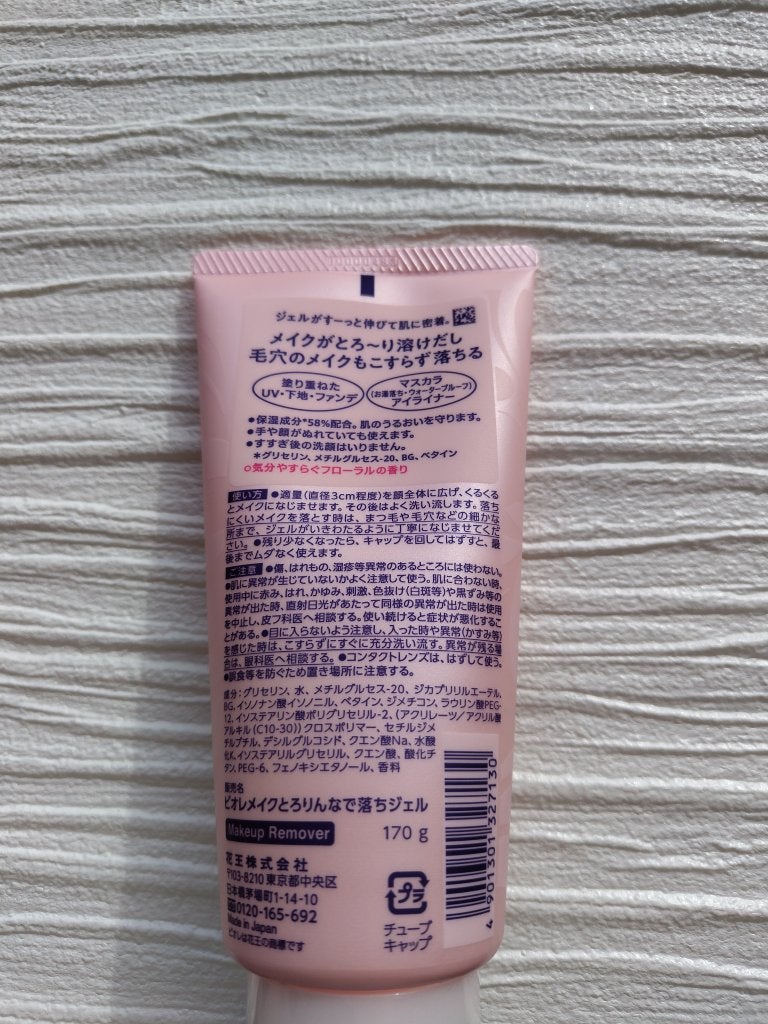 ジェルがすーっと伸びて肌に密着。
メイクがとろ〜り溶けだし
毛穴のメイクもこすらず落ちる
塗り重ねた
UV・下地・ファンデ
マスカラ
(お湯落ち・ウォータープルーフ)
アイライナー
●保湿成分*58%配合。肌のうるおいを守ります。
●手や顔がぬれていても使えます。
●すすぎ後の洗顔はいりません。
*グリセリン、メチルグルセス-20、BG、ベタイン
○気分やすらぐフローラルの香り
使い方 ●適量(直径3cm程度)を顔全体に広げ、くるくる
とメイクになじませます。その後はよく洗い流します。落ち
にくいメイクを落とす時は、まつ毛や毛穴などの細かな
所まで、ジェルがいきわたるように丁寧になじませてくだ
さい。●残り少なくなったら、キャップを回してはずすと、最
後までムダなく使えます。
ご注意 ●傷、はれもの、湿疹等異常のあるところには使わない。
●肌に異常が生じていないかよく注意して使う。肌に合わない時、
使用中に赤み、はれ、かゆみ、刺激、色抜け(白斑等)や黒ずみ等の
異常が出た時、直射日光があたって同様の異常が出た時は使用
を中止し、皮フ科医へ相談する。使い続けると症状が悪化するこ
とがある。●目に入らないよう注意し、入った時や異常(かすみ等)
を感じた時は、こすらずにすぐに充分洗い流す。異常が残る場
合は、眼科医へ相談する。●コンタクトレンズは、はずして使う。
●誤食等を防ぐため置き場所に注意する。
成分:グリセリン、水、メチルグルセス-20、ジカプリリルエーテル、
BG、イソノナン酸イソノニル、ベタイン、ジメチコン、ラウリン酸PEG-
12、イソステアリン酸ポリグリセリル-2、(アクリレーツ/アクリル酸
アルキル(C10-30))クロスポリマー、セチルジメ
チルブチル、デシルグルコシド、クエン酸Na、水酸
化K、イソステアリルグリセリル、クエン酸、酸化チ
タン、PEG-6、フェノキシエタノール、香料
販売名
ビオレメイクとろりんなで落ちジェル
Makeup Remover 170 g
花王株式会社
〒103-8210 東京都中央区
日本橋茅場町1-14-10
0120-165-692
Made in Japan
ビオレは花王の商標です
プラ
チューブ
キャップ
4 901301 327130